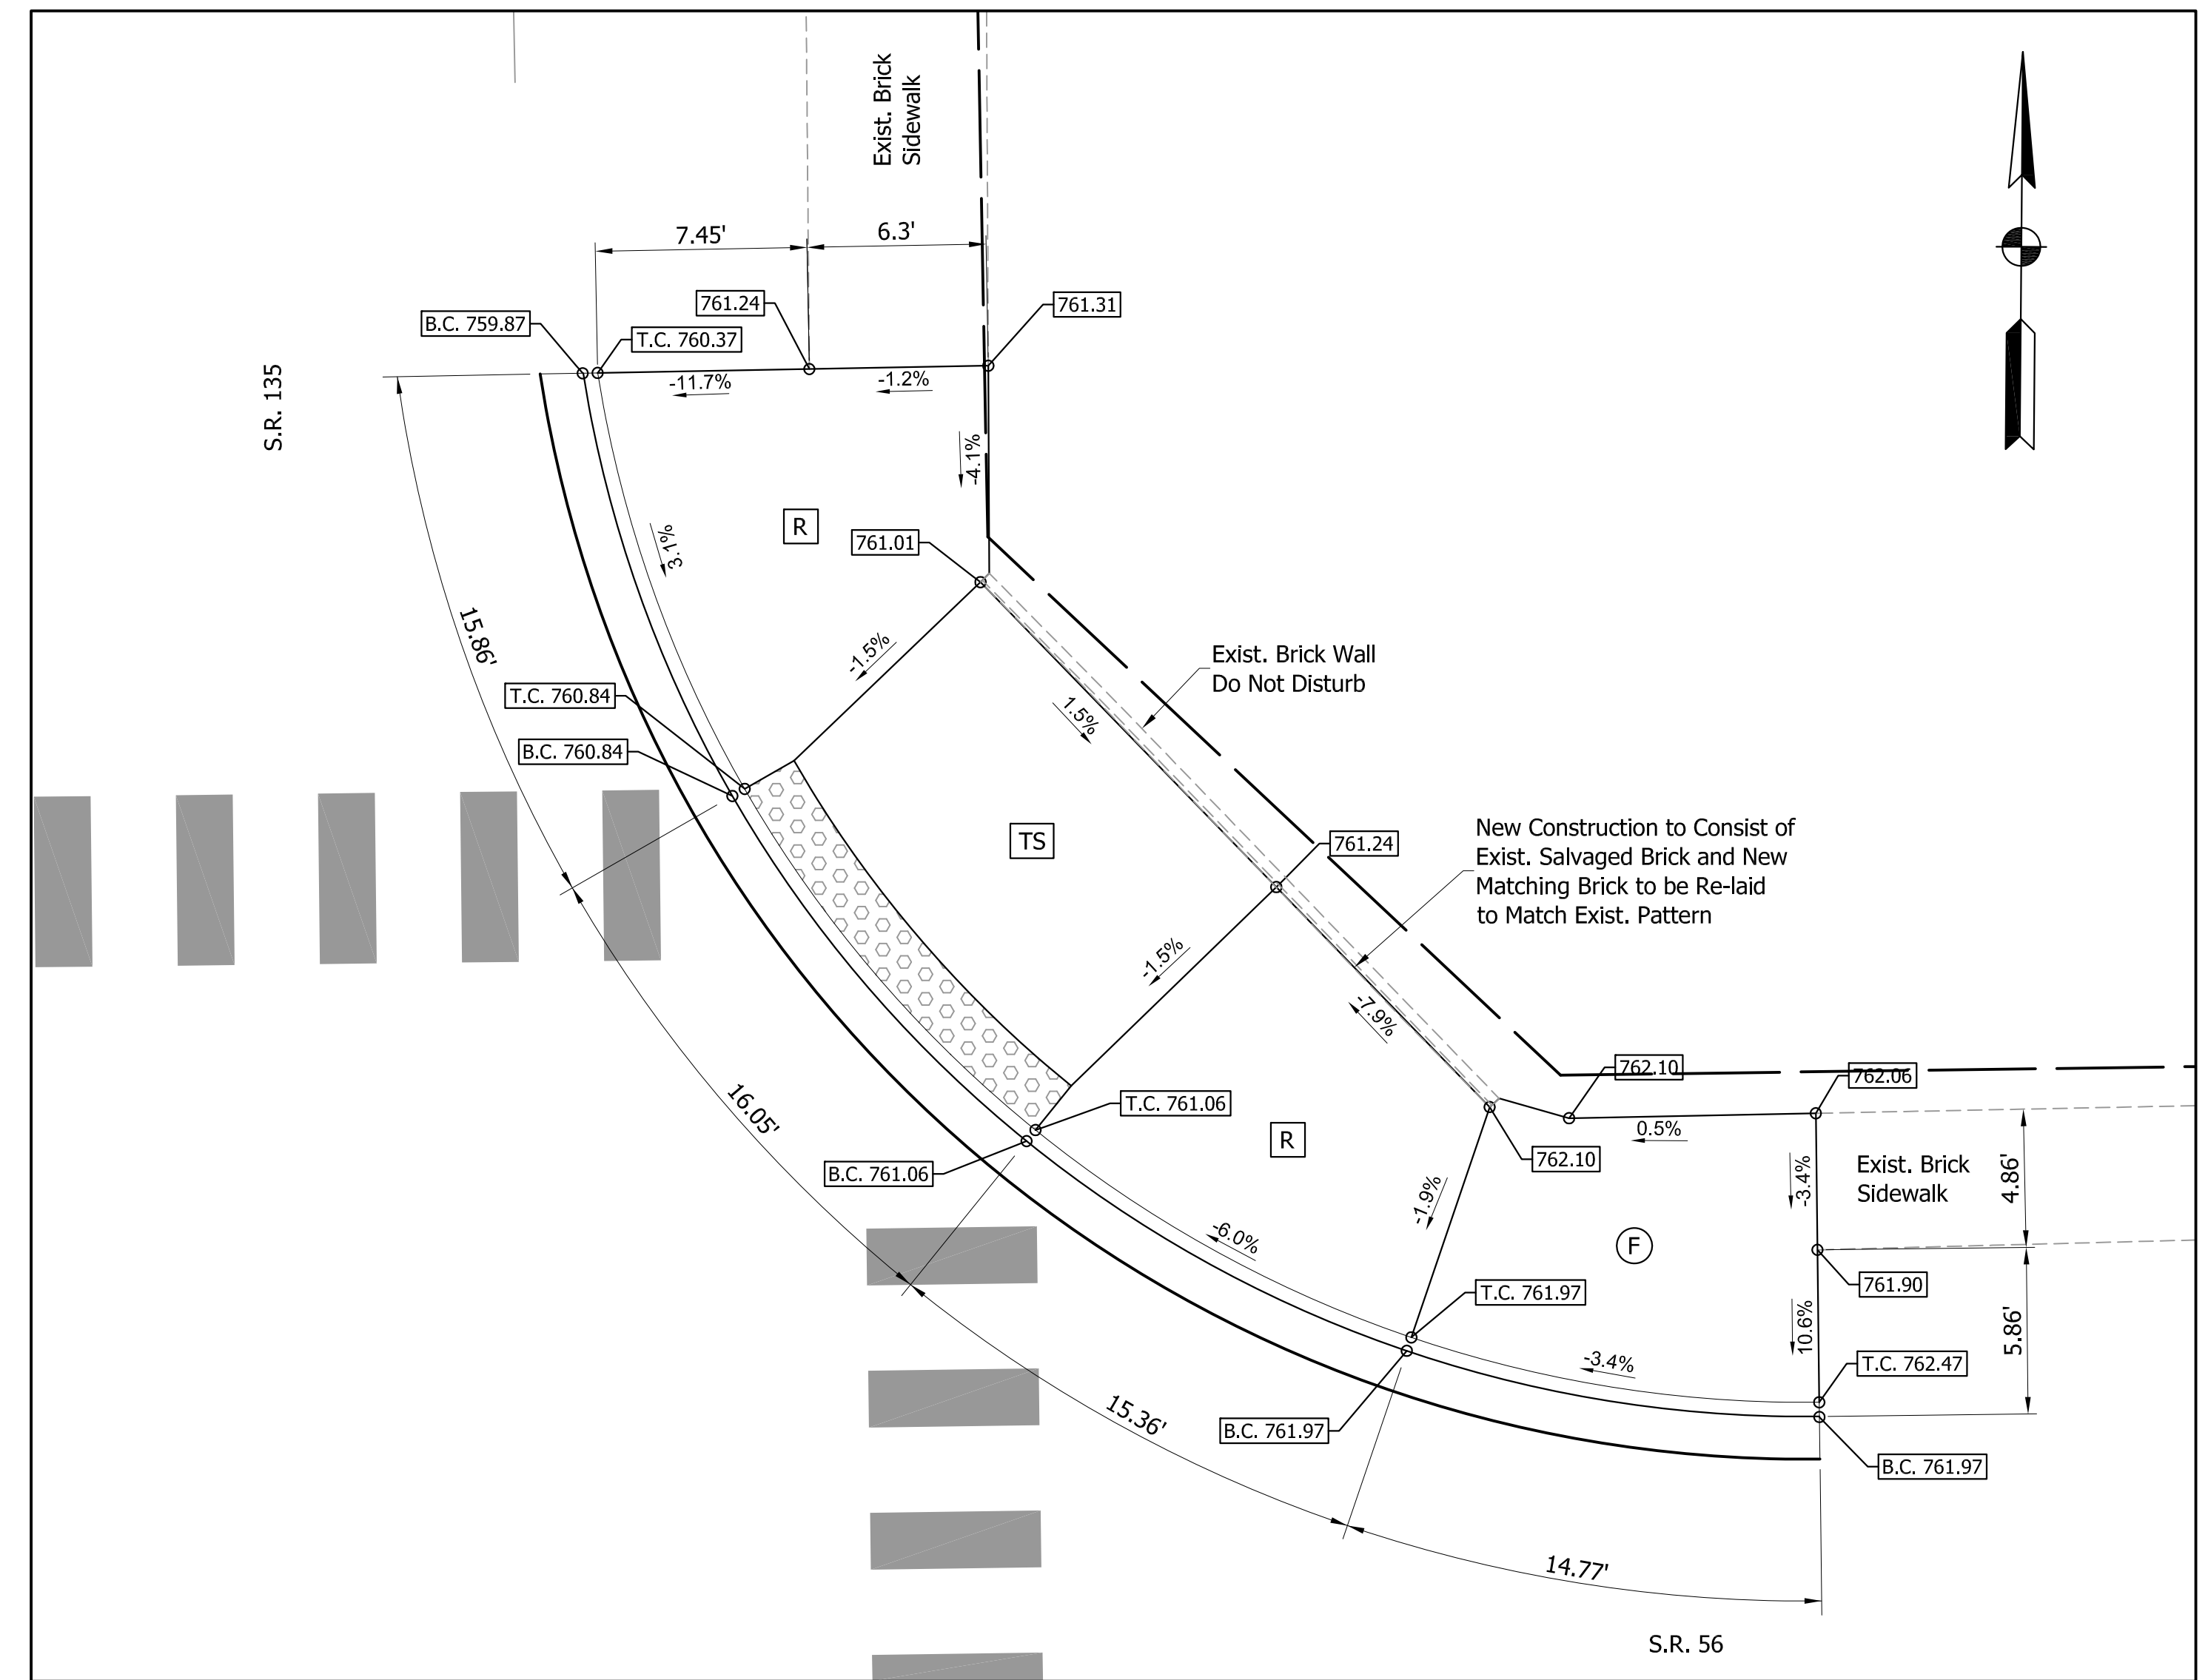 Exist. Brick
Sidewalk
7.45'
6.3'
761.24
761.31
B.C. 759.87
T.C. 760.37
-11.7%
-1.2%
S.R. 135
-4.1%
R
761.01
3.1%
15.86'
-1.5%
Exist. Brick Wall
Do Not Disturb
T.C. 760.84
1.5%
B.C. 760.84
TS
761.24
New Construction to Consist of
Exist. Salvaged Brick and New
Matching Brick to be Re-laid
to Match Exist. Pattern
-1.5%
-7.9%
762.10
762.06
16.05'
T.C. 761.06
R
0.5%
762.10
B.C. 761.06
-3.4%
Exist. Brick
Sidewalk
4.86'
-1.9%
-6.0%
F
761.90
T.C. 761.97
10.6%
5.86'
-3.4%
T.C. 762.47
15.36'
B.C. 761.97
B.C. 761.97
14.77'
S.R. 56